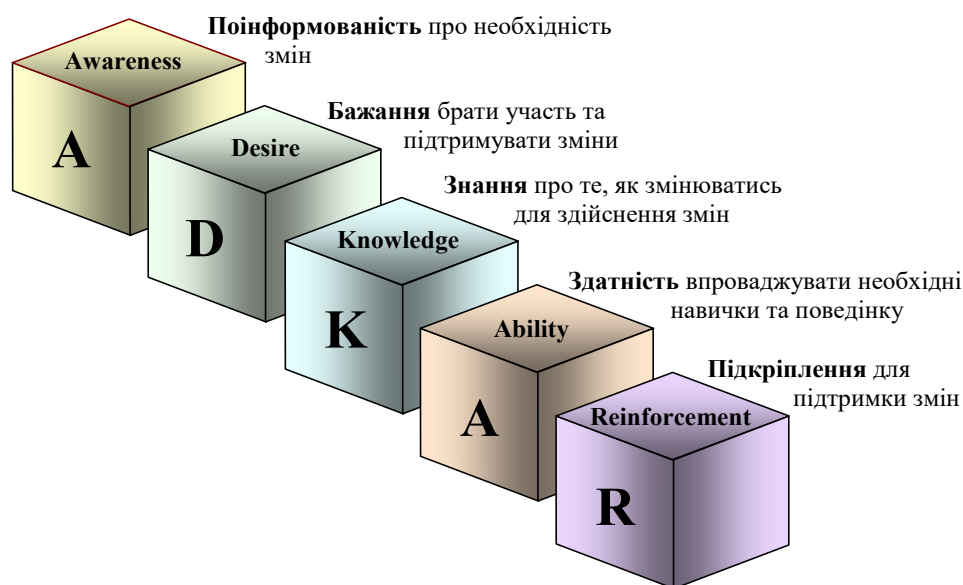 Поінформованість про необхідність
змін
Awareness
A
Бажання брати участь та
підтримувати зміни
Desire
D
Знання про те, як змінюватись
для здійснення змін
Knowledge
K
Здатність впроваджувати необхідні
навички та поведінку
Ability
A
Підкріплення для
підтримки змін
Reinforcement
R